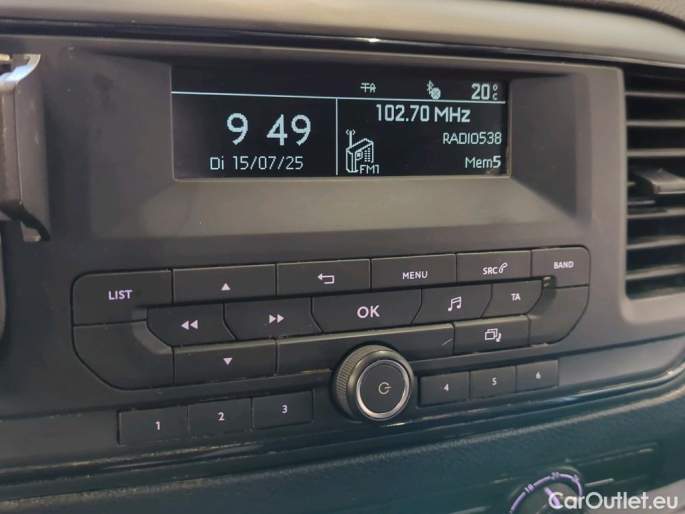 TA 20°C
102.70 MHz
9 49
RADIO538
Di 15/07/25
FM1
Mem5
LIST
MENU
SRC
BAND
OK
TA
1
2
3
4
5
6
CarOutlet.eu